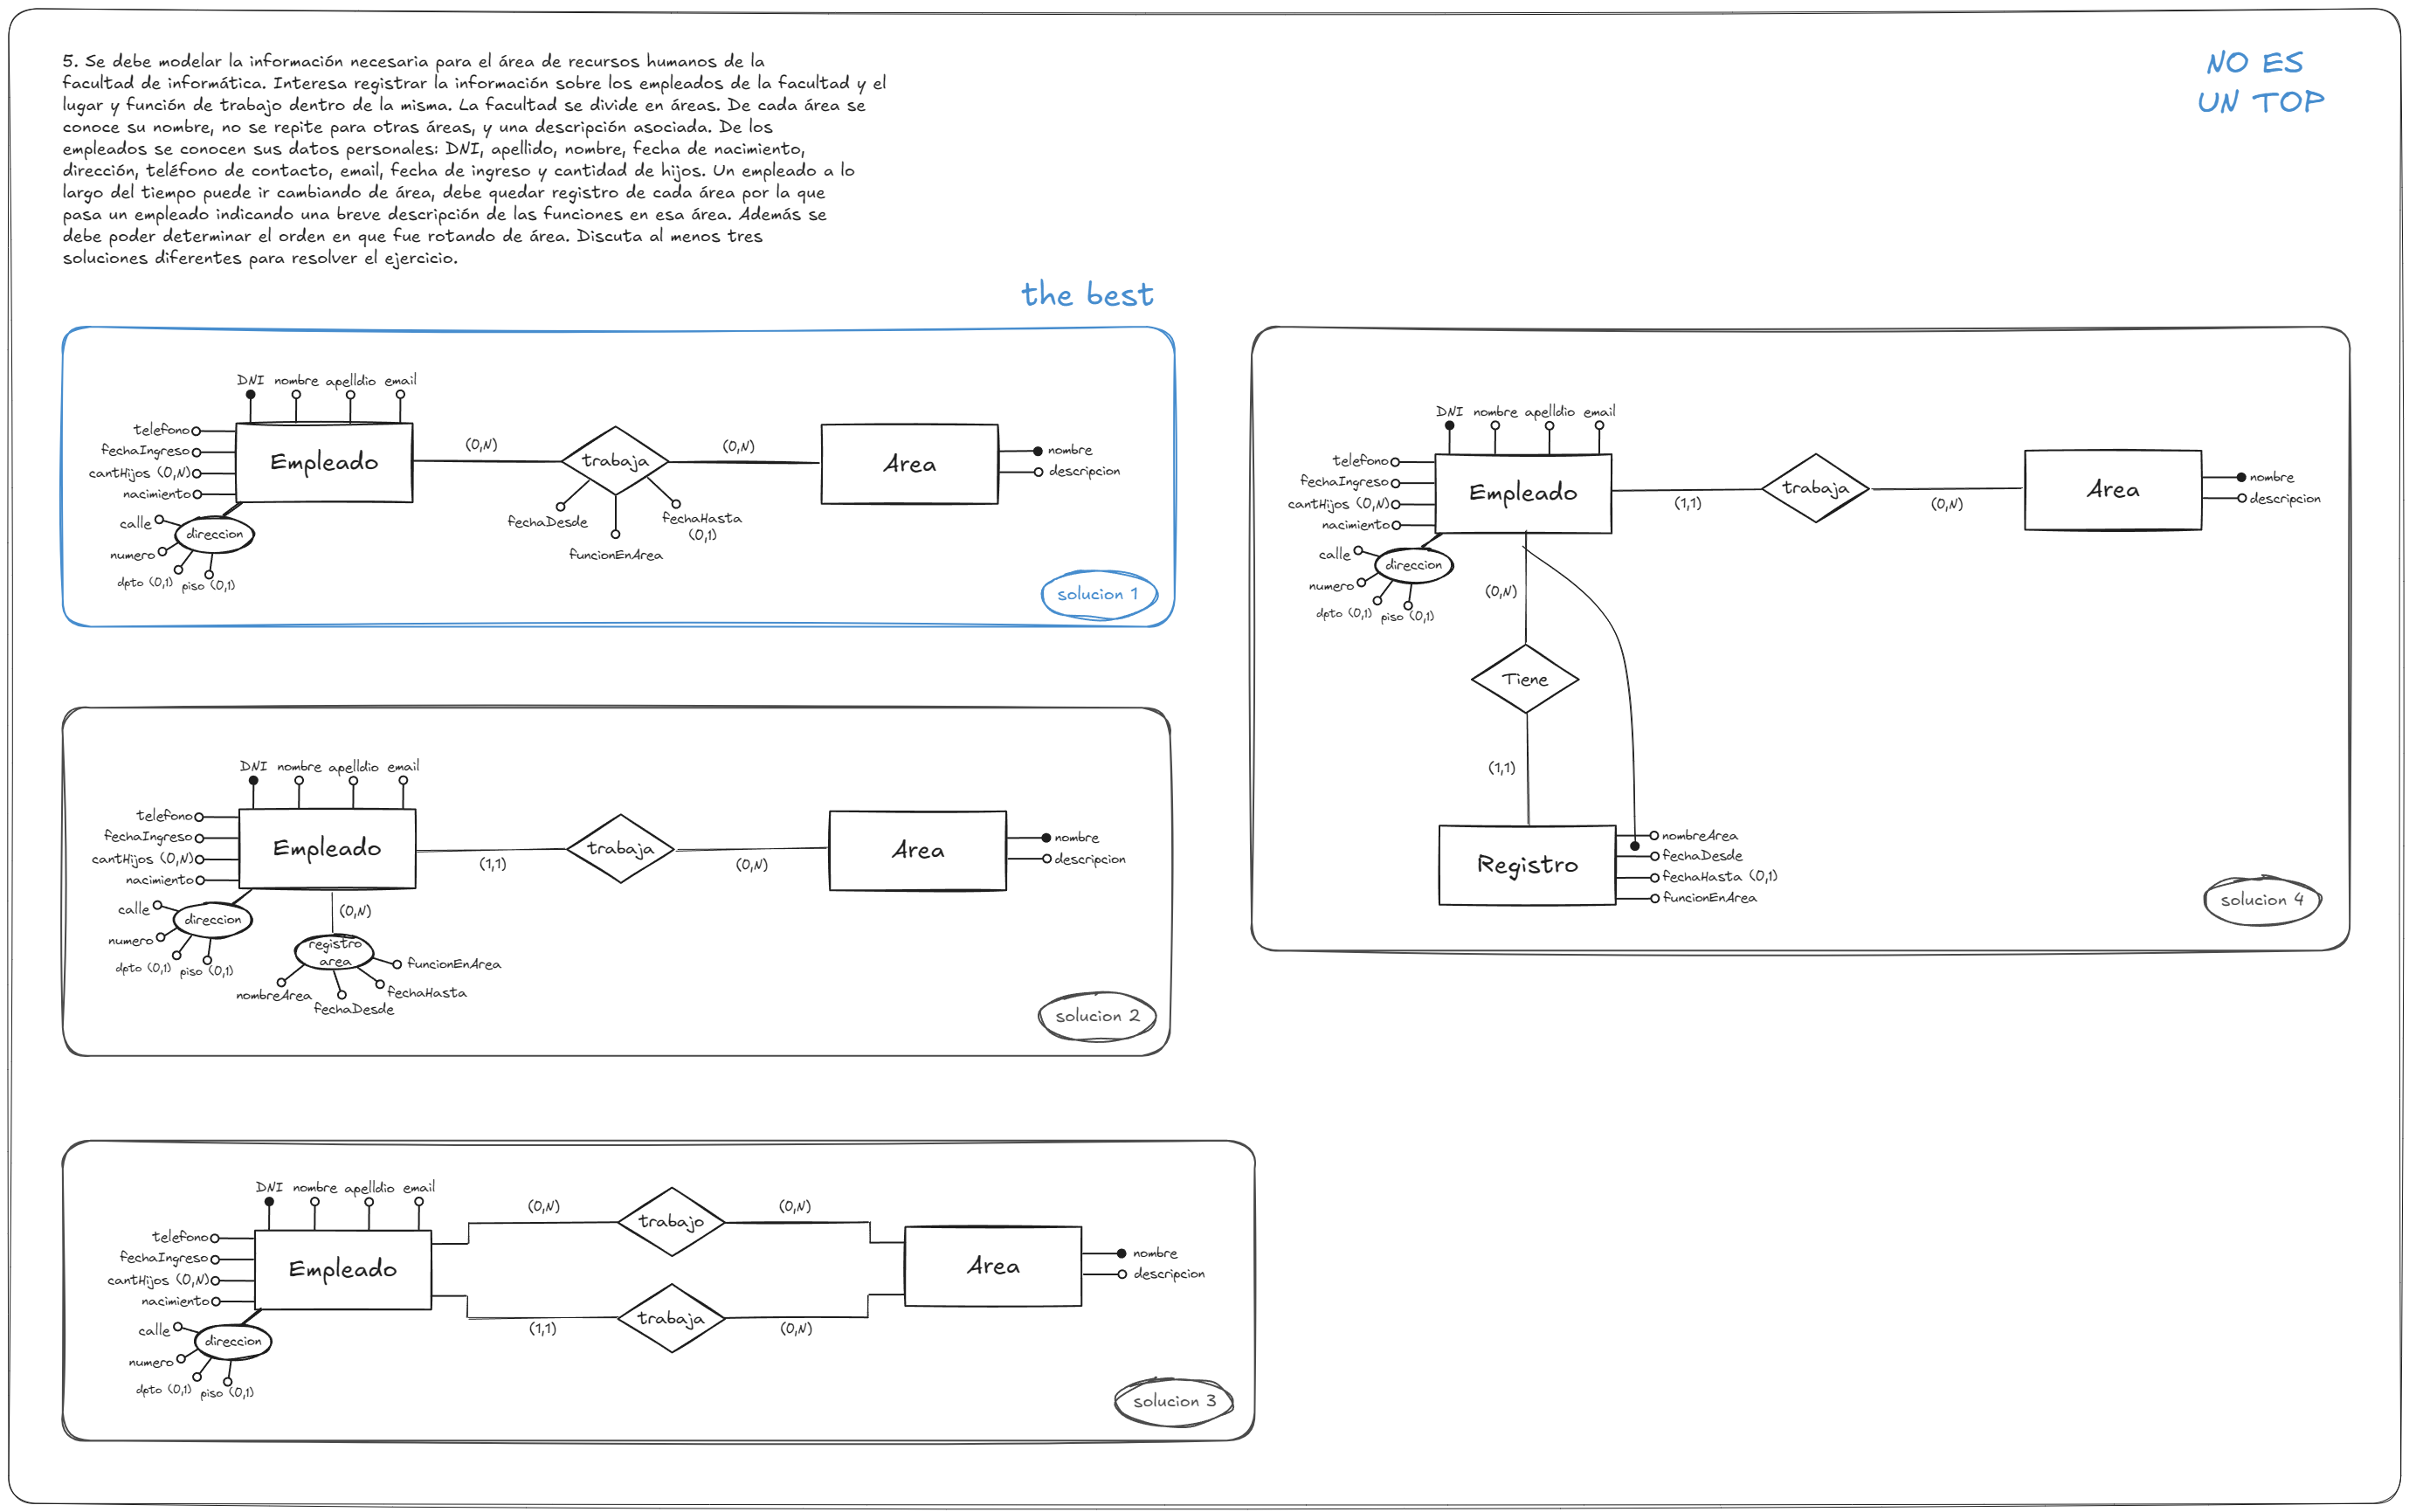 5. Se debe modelar la información necesaria para el área de recursos humanos de la
facultad de informática. Interesa registrar la información sobre los empleados de la facultad y el
lugar y función de trabajo dentro de la misma. La facultad se divide en áreas. De cada área se
conoce su nombre, no se repite para otras áreas, y una descripción asociada. De los
empleados se conocen sus datos personales: DNI, apellido, nombre, fecha de nacimiento,
dirección, teléfono de contacto, email, fecha de ingreso y cantidad de hijos. Un empleado a lo
largo del tiempo puede ir cambiando de área, debe quedar registro de cada área por la que
pasa un empleado indicando una breve descripción de las funciones en esa área. Además se
debe poder determinar el orden en que fue rotando de área. Discuta al menos tres
soluciones diferentes para resolver el ejercicio.
NO ES
UN TOP
the best
DNI nombre apelldio email
telefono
fechaIngreso
cantHijos (0,N)
nacimiento
Empleado
(0,N)
trabaja
(0,N)
Area
nombre
descripcion
calle
direccion
numero
dpto (0,1)
piso (0,1)
fechaDesde
funcionEnArea
fechaHasta
(0,1)
solucion 1
DNI nombre apelldio email
telefono
fechaIngreso
cantHijos (0,N)
nacimiento
Empleado
(1,1)
trabaja
(0,N)
Area
nombre
descripcion
calle
direccion
numero
dpto (0,1)
piso (0,1)
(0,N)
registro
area
funcionEnArea
nombreArea
fechaHasta
fechaDesde
solucion 2
DNI nombre apelldio email
telefono
fechaIngreso
cantHijos (0,N)
nacimiento
Empleado
(0,N)
trabajo
(0,N)
(1,1)
trabaja
(0,N)
Area
nombre
descripcion
calle
direccion
numero
dpto (0,1)
piso (0,1)
solucion 3
DNI nombre apelldio email
telefono
fechaIngreso
cantHijos (0,N)
nacimiento
Empleado
(1,1)
trabaja
(0,N)
Area
nombre
descripcion
calle
direccion
numero
dpto (0,1)
piso (0,1)
(0,N)
Tiene
(1,1)
Registro
nombreArea
fechaDesde
fechaHasta (0,1)
funcionEnArea
solucion 4